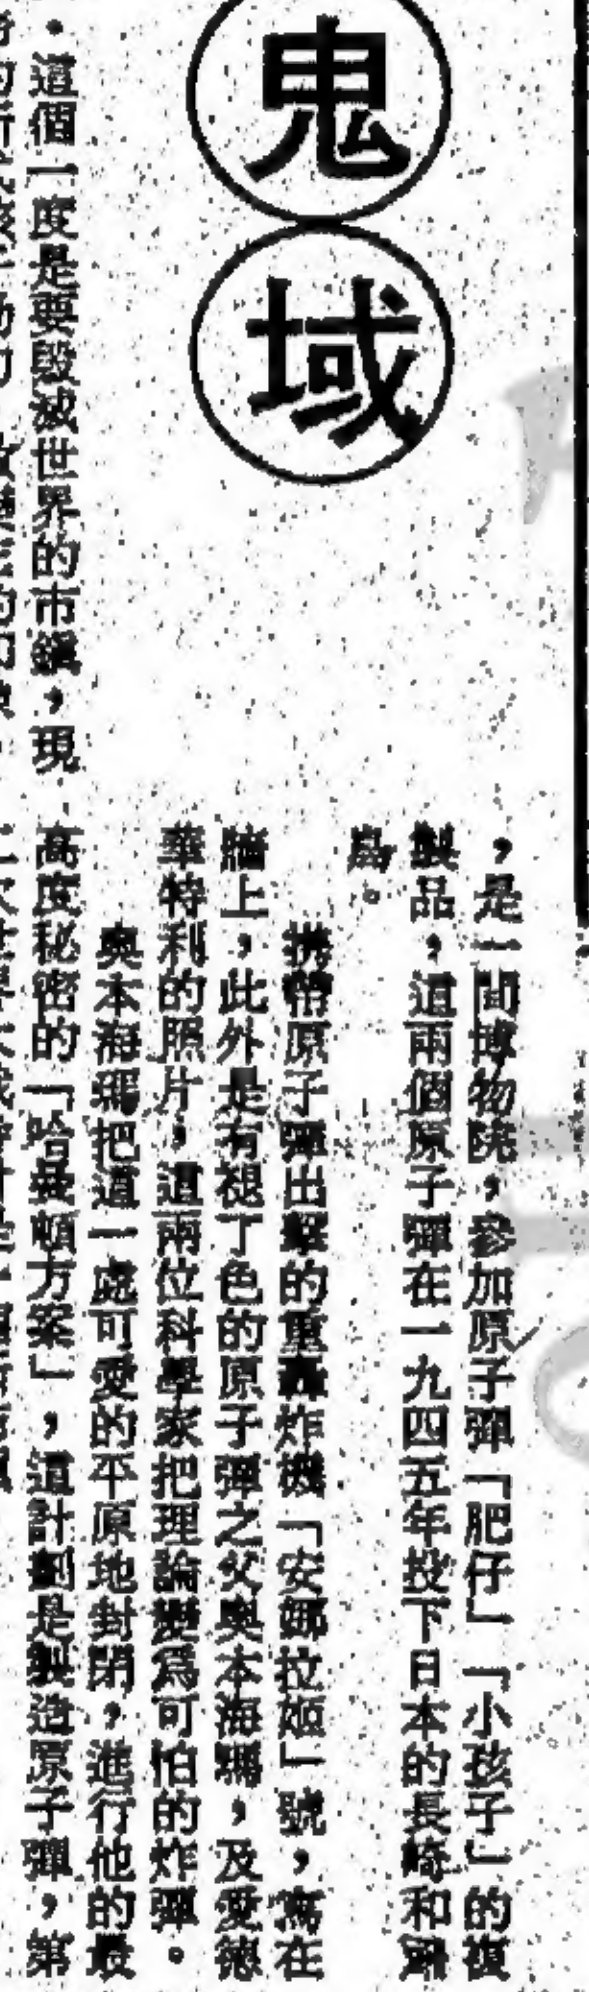 鬼域
，是一間博物院，參加原子彈「肥仔」「小孩子」的複
製品，這兩個原子彈在一九四五年投下日本的長崎和廣
島。
携帶原子彈出擊的重轟炸機「安娜拉姬」號，寫在
牆上，此外是有褪了色的原子彈之父奧本海瑪，及愛德
華特利的照片，這兩位科學家把理論變爲可怕的炸彈。
奧本海瑪把這一處可愛的平原地封閉，進行他的最
高度秘密的「哈曼頓方案」，這計劃是製造原子彈，第
。這個一度是要毀滅世界的市鎮，現